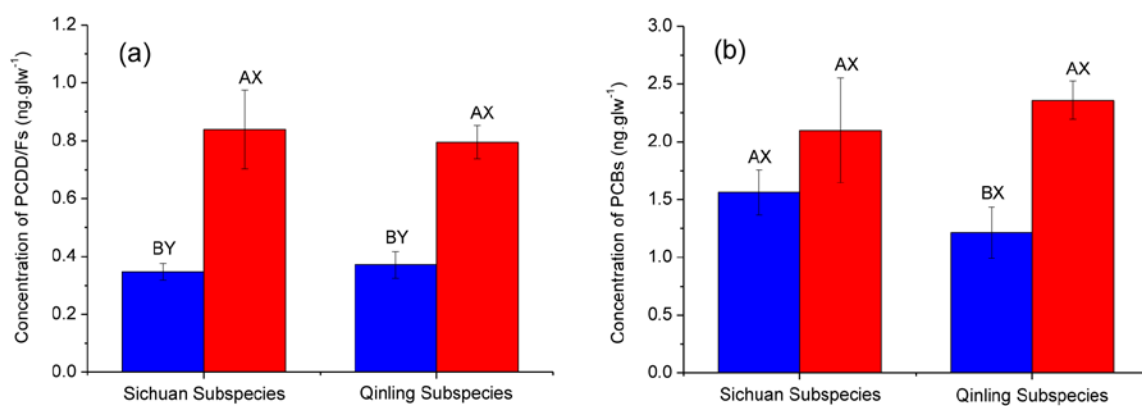 (a)
Concentration of PCDD/Fs (ng.glw⁻¹)
1.2
1.0
0.8
0.6
0.4
0.2
0.0
BY
AX
BY
AX
Sichuan Subspecies
Qinling Subspecies
(b)
Concentration of PCBs (ng.glw⁻¹)
3.0
2.5
2.0
1.5
1.0
0.5
0.0
AX
AX
BX
AX
Sichuan Subspecies
Qinling Subspecies